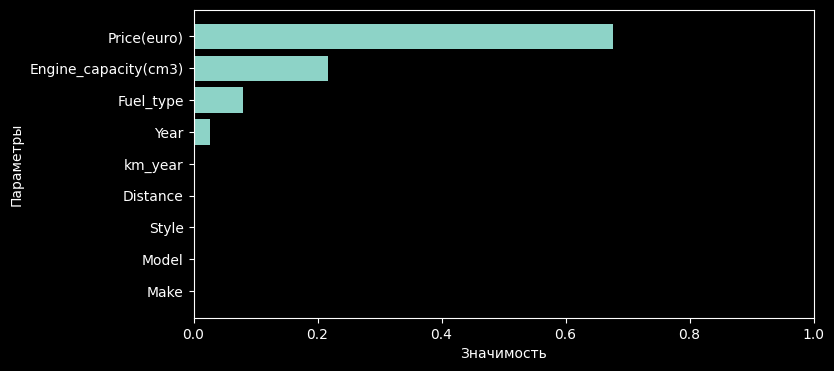 Параметры
Price(euro)
Engine_capacity(cm3)
Fuel_type
Year
km_year
Distance
Style
Model
Make
0.0 0.2 0.4 0.6 0.8 1.0
Значимость